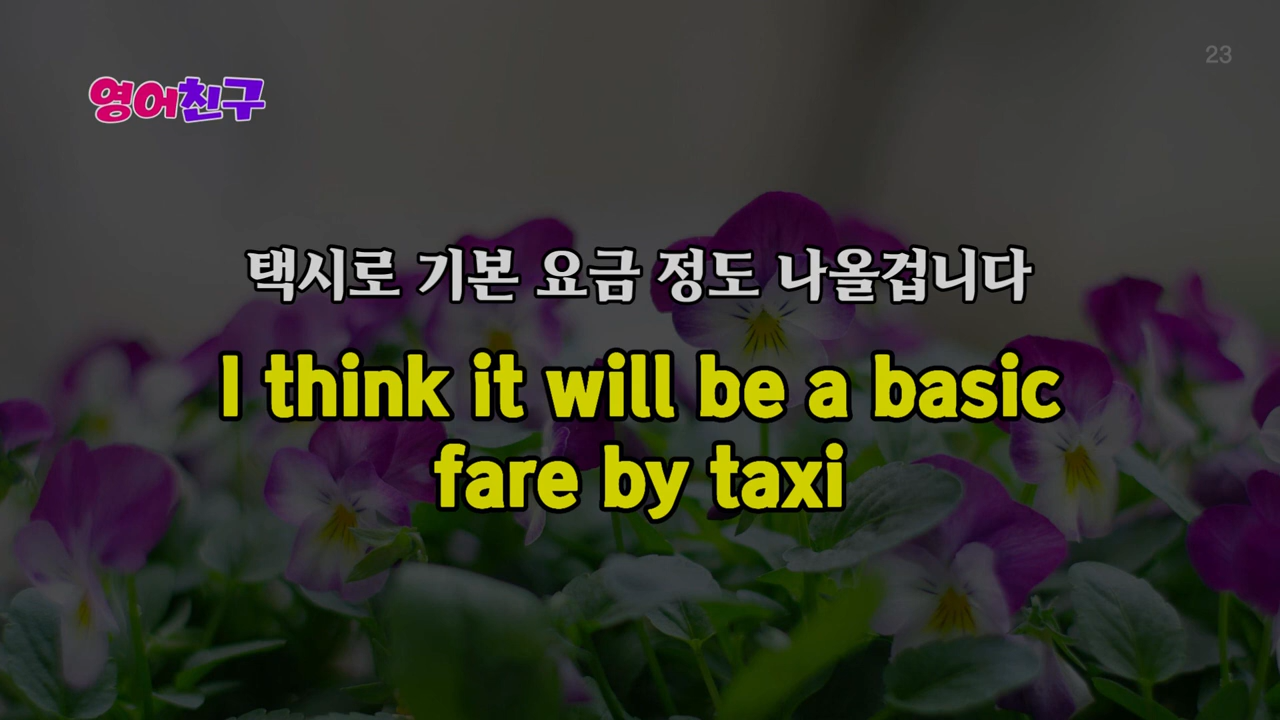 23
영어친구
택시로 기본 요금 정도 나올겁니다
I think it will be a basic
fare by taxi